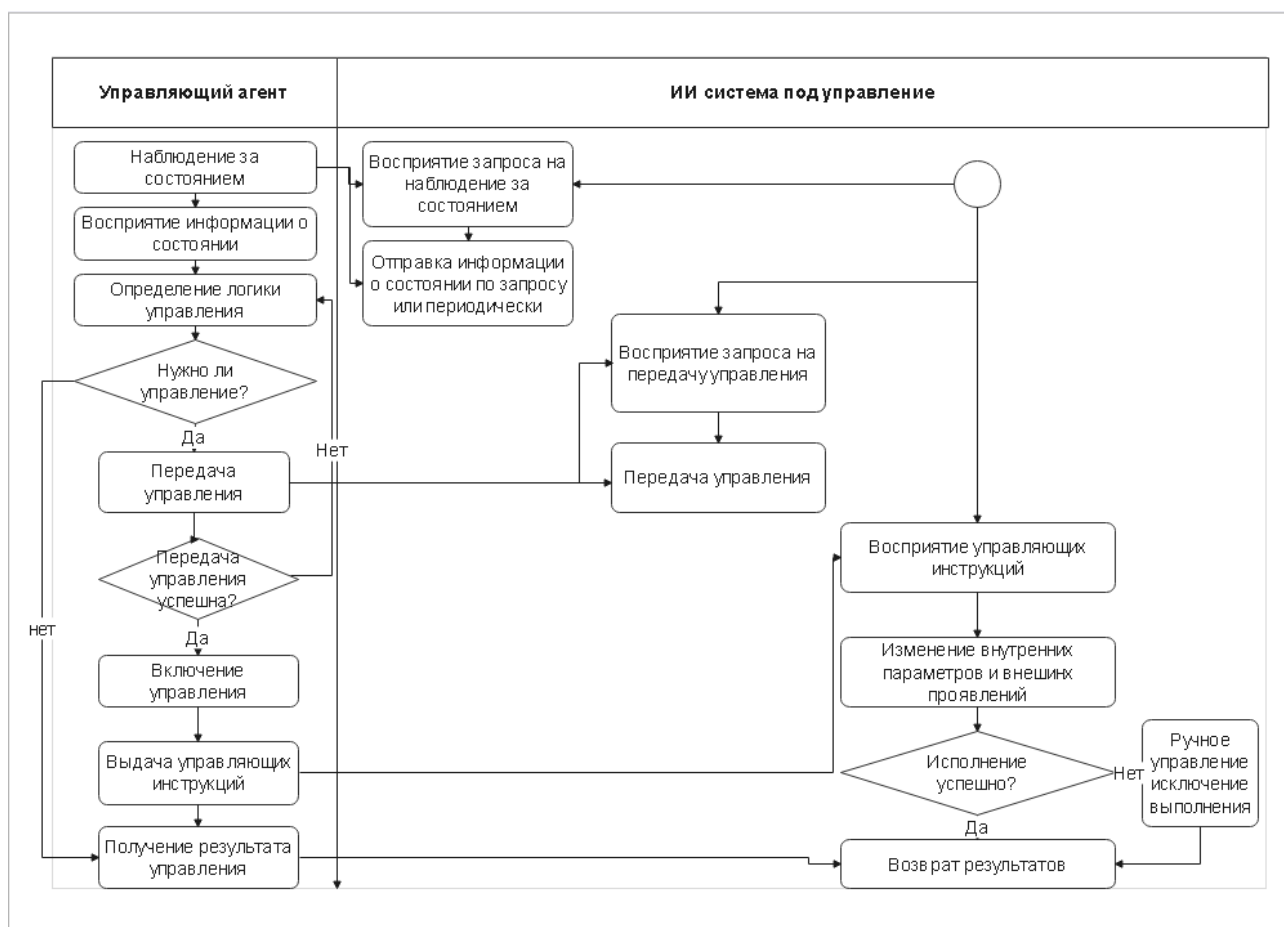 Управляющий агент
ИИ система под управление
Наблюдение за
состоянием
Восприятие информации о
состоянии
Определение логики
управления
Нужно ли
управление?
Да
Нет
нет
Передача
управления
Передача
управления
успешна?
Да
Включение
управления
Выдача управляющих
инструкций
Получение результата
управления
Восприятие запроса на
наблюдение за
состоянием
Отправка информации
о состоянии по запросу
или периодически
Восприятие запроса на
передачу управления
Передача управления
Восприятие управляющих
инструкций
Изменение внутренних
параметров и внешинх
проявлений
Исполнение
успешно?
Нет
Да
Ручное
управление
исключение
выполнения
Возврат результатов